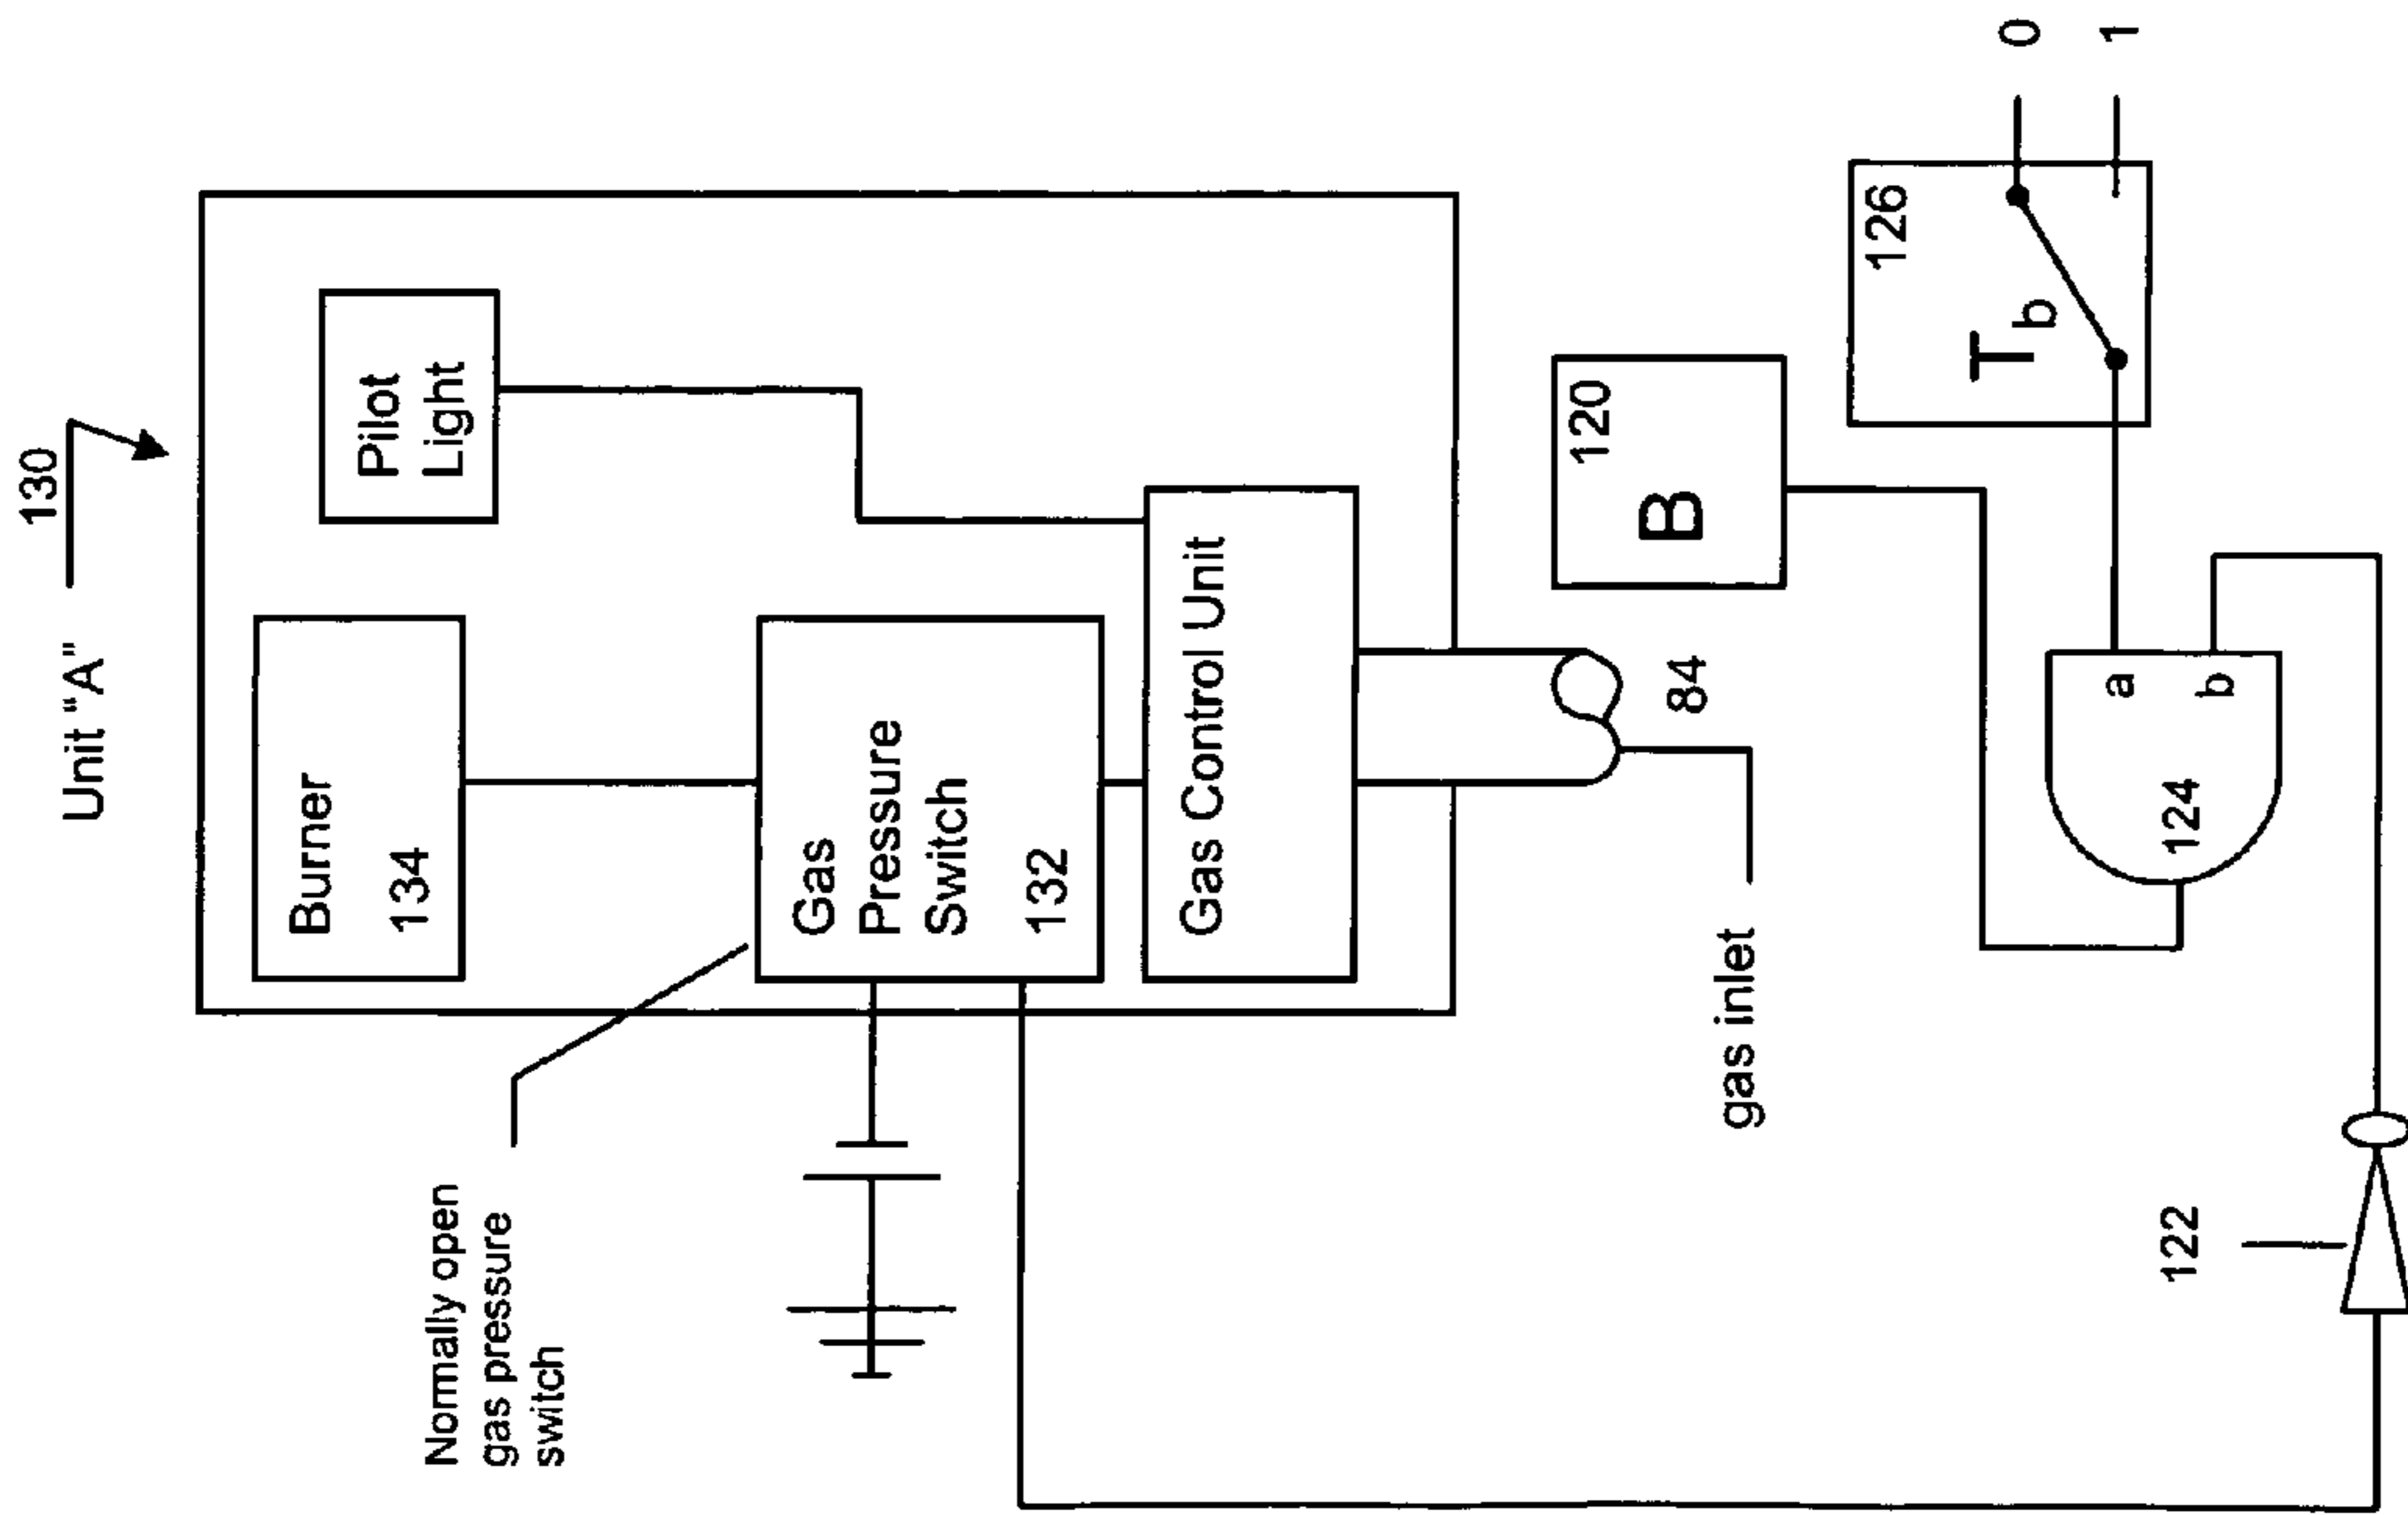 Unit "A"
130
Burner
134
Pilot
Light
Normally open
gas pressure
switch
Gas
Pressure
Switch
132
Gas Control Unit
84
gas inlet
120
B
126
T
b
0
1
a
b
124
122